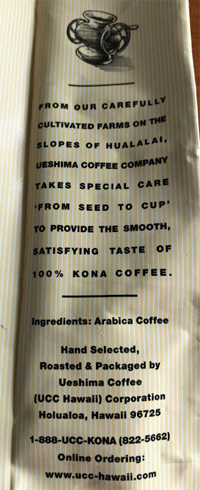 FROM OUR CAREFULLY
CULTIVATED FARMS ON THE
SLOPES OF HUALALAI,
UESHIMA COFFEE COMPANY
TAKES SPECIAL CARE
'FROM SEED TO CUP'
TO PROVIDE THE SMOOTH,
SATISFYING TASTE OF
100% KONA COFFEE.
Ingredients: Arabica Coffee
Hand Selected,
Roasted & Packaged by
Ueshima Coffee
(UCC Hawaii) Corporation
Holualoa, Hawaii 96725
1-888-UCC-KONA (822-5662)
Online Ordering:
www.ucc-hawaii.com